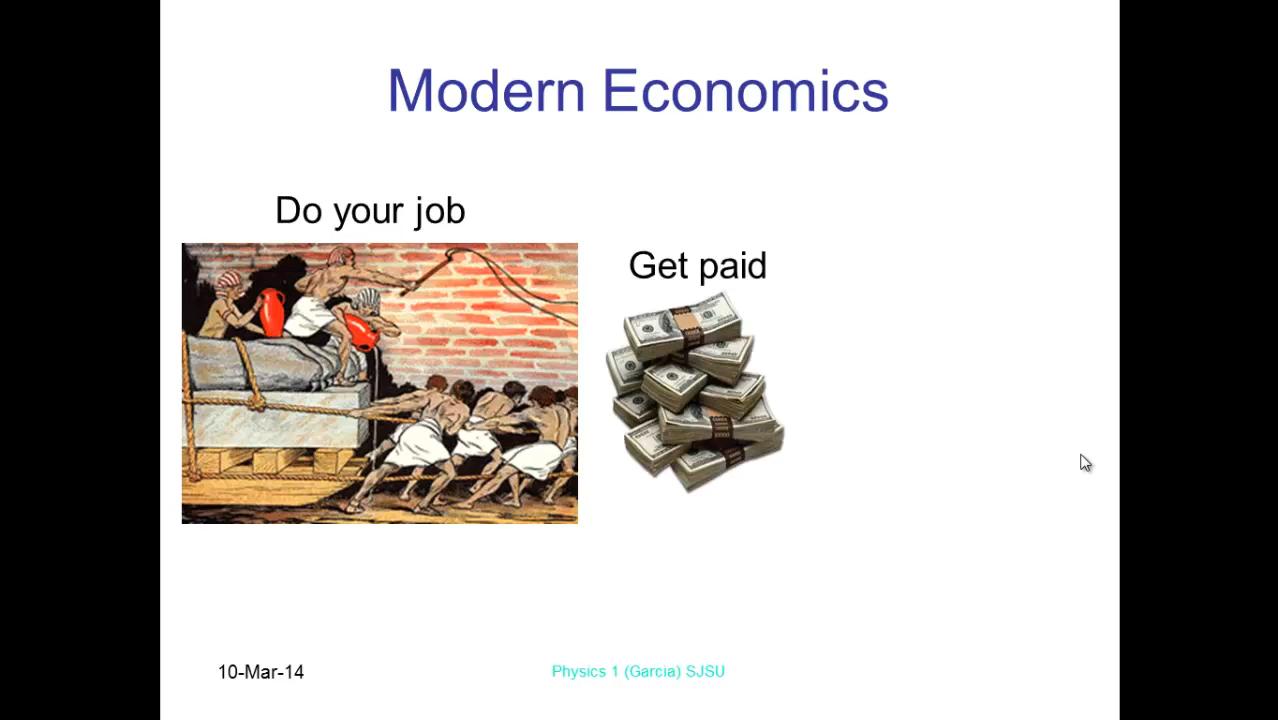 Modern Economics
Do your job
Get paid
10-Mar-14
Physics 1 (Garcia) SJSU